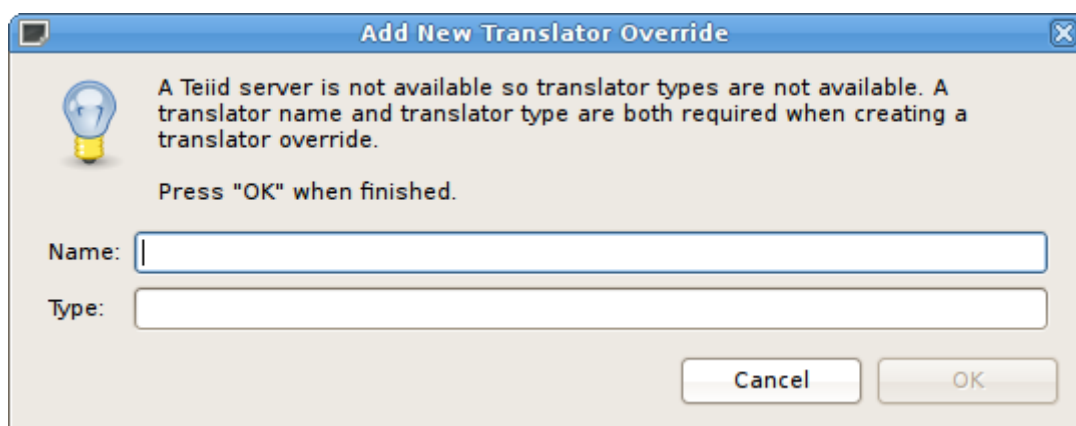 Add New Translator Override
A Teiid server is not available so translator types are not available. A
translator name and translator type are both required when creating a
translator override.
Press "OK" when finished.
Name:
Type:
Cancel
OK